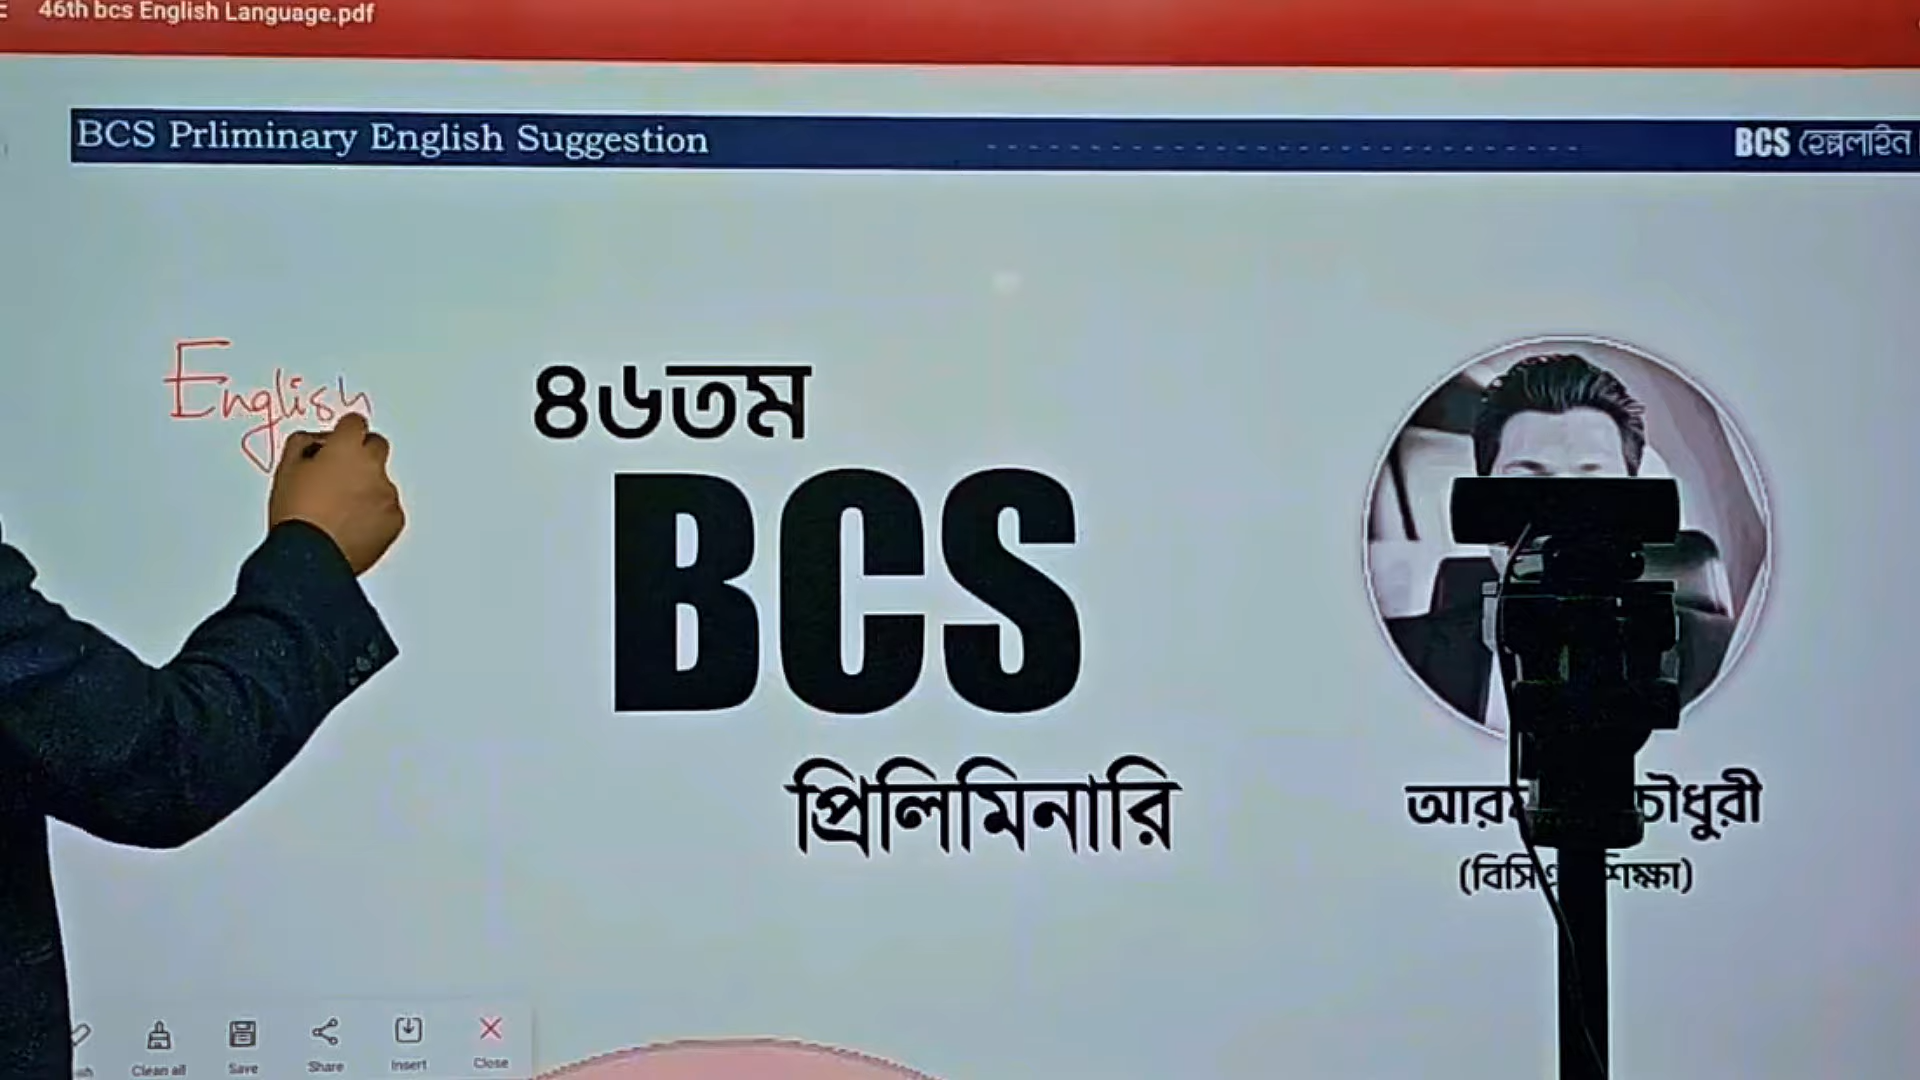 46th bcs English Language.pdf
BCS Prliminary English Suggestion
BCS হেল্পলাইন
English
৪৬তম
BCS
প্রিলিমিনারি
চৌধুরী
শিক্ষা)
Clean all
Save
Share
Insert
Close